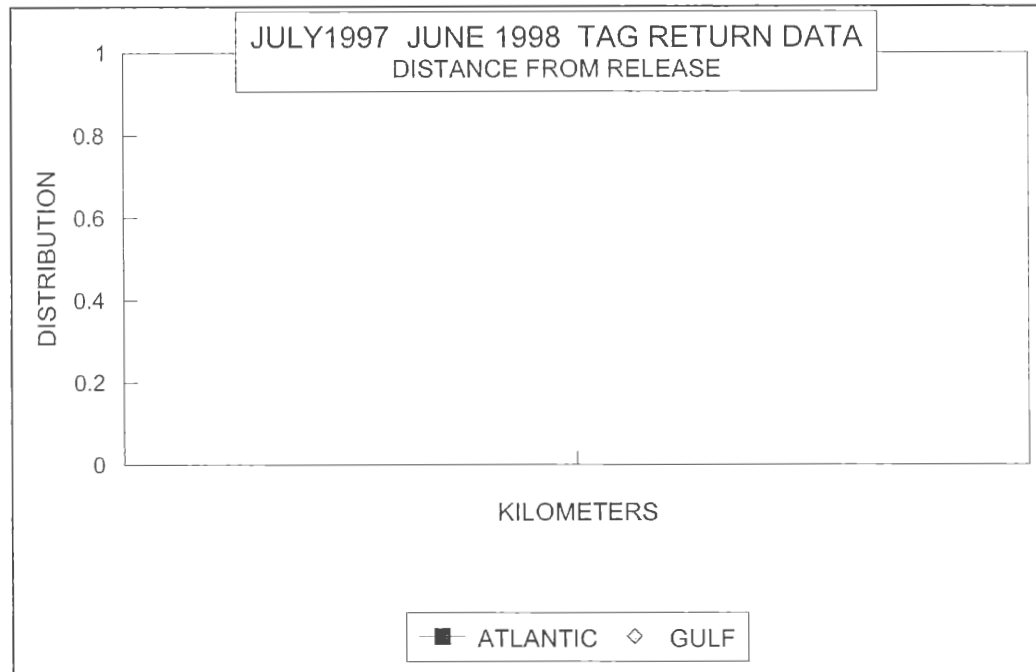 JULY1997 JUNE 1998 TAG RETURN DATA
DISTANCE FROM RELEASE
1
0.8
0.6
0.4
0.2
0
DISTRIBUTION
KILOMETERS
ATLANTIC
GULF